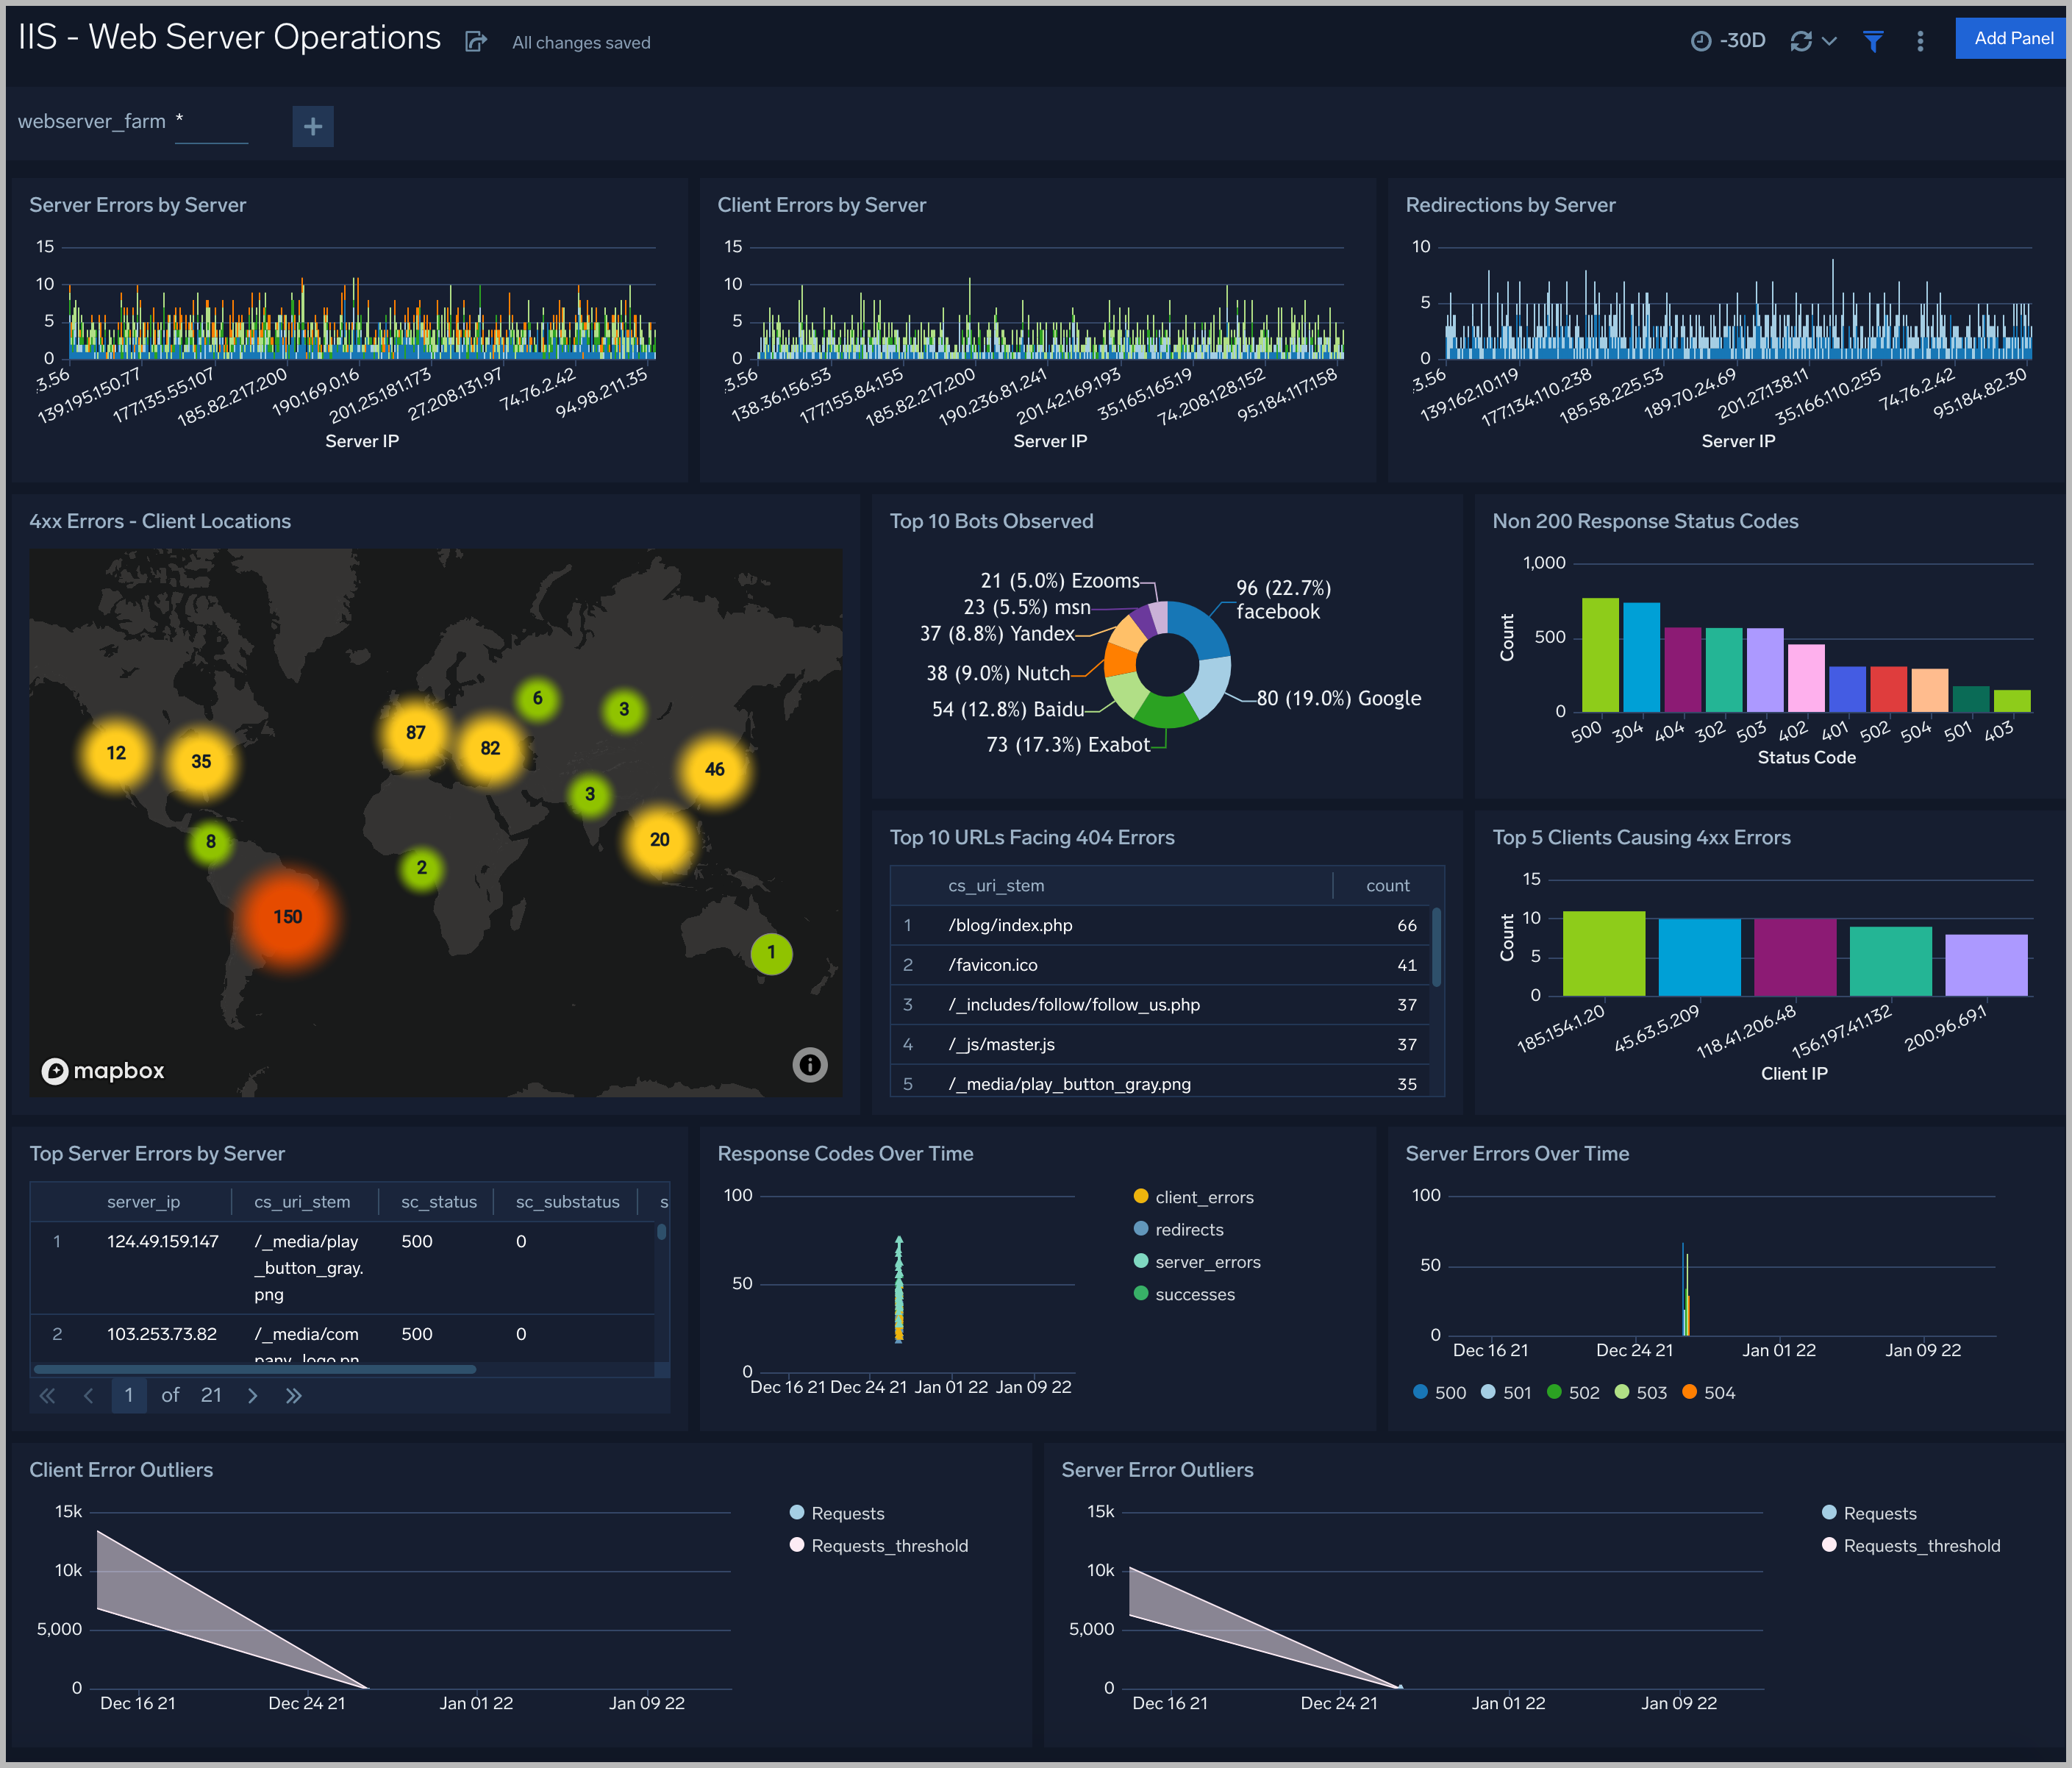 IIS - Web Server Operations
All changes saved
-30D
Add Panel
webserver_farm *
Server Errors by Server
15
10
5
0
:3.56
139.195.150.77
177.135.55.107
185.82.217.200
190.169.0.16
201.25.181.173
27.208.131.97
74.76.2.42
94.98.211.35
Server IP
Client Errors by Server
15
10
5
0
:3.56
138.36.156.53
177.155.84.155
185.82.217.200
190.236.81.241
201.42.169.193
35.165.165.19
74.208.128.152
95.184.117.158
Server IP
Redirections by Server
10
5
0
:3.56
139.162.10.119
177.134.110.238
185.58.225.53
189.70.24.69
201.27.138.11
35.166.110.255
74.76.2.42
95.184.82.30
Server IP
4xx Errors - Client Locations
6
3
87
82
12
35
46
3
20
8
2
150
1
mapbox
Top 10 Bots Observed
21 (5.0%) Ezooms
23 (5.5%) msn
37 (8.8%) Yandex
38 (9.0%) Nutch
54 (12.8%) Baidu
73 (17.3%) Exabot
96 (22.7%)
facebook
80 (19.0%) Google
Non 200 Response Status Codes
1,000
500
0
Count
500
304
404
302
503
402
401
502
504
501
403
Status Code
Top 10 URLs Facing 404 Errors
cs_uri_stem count
1 /blog/index.php 66
2 /favicon.ico 41
3 /_includes/follow/follow_us.php 37
4 /_js/master.js 37
5 /_media/play_button_gray.png 35
Top 5 Clients Causing 4xx Errors
15
10
5
0
Count
185.154.1.20
45.63.5.209
118.41.206.48
156.197.41.132
200.96.69.1
Client IP
Top Server Errors by Server
server_ip cs_uri_stem sc_status sc_substatus s
1 124.49.159.147 /_media/play 500 0
_button_gray.
png
2 103.253.73.82 /_media/com 500 0
pany_logo.pn
1 of 21
Response Codes Over Time
100
50
0
Dec 16 21 Dec 24 21 Jan 01 22 Jan 09 22
client_errors
redirects
server_errors
successes
Server Errors Over Time
100
50
0
Dec 16 21 Dec 24 21 Jan 01 22 Jan 09 22
500 501 502 503 504
Client Error Outliers
15k
10k
5,000
0
Dec 16 21 Dec 24 21 Jan 01 22 Jan 09 22
Requests
Requests_threshold
Server Error Outliers
15k
10k
5,000
0
Dec 16 21 Dec 24 21 Jan 01 22 Jan 09 22
Requests
Requests_threshold